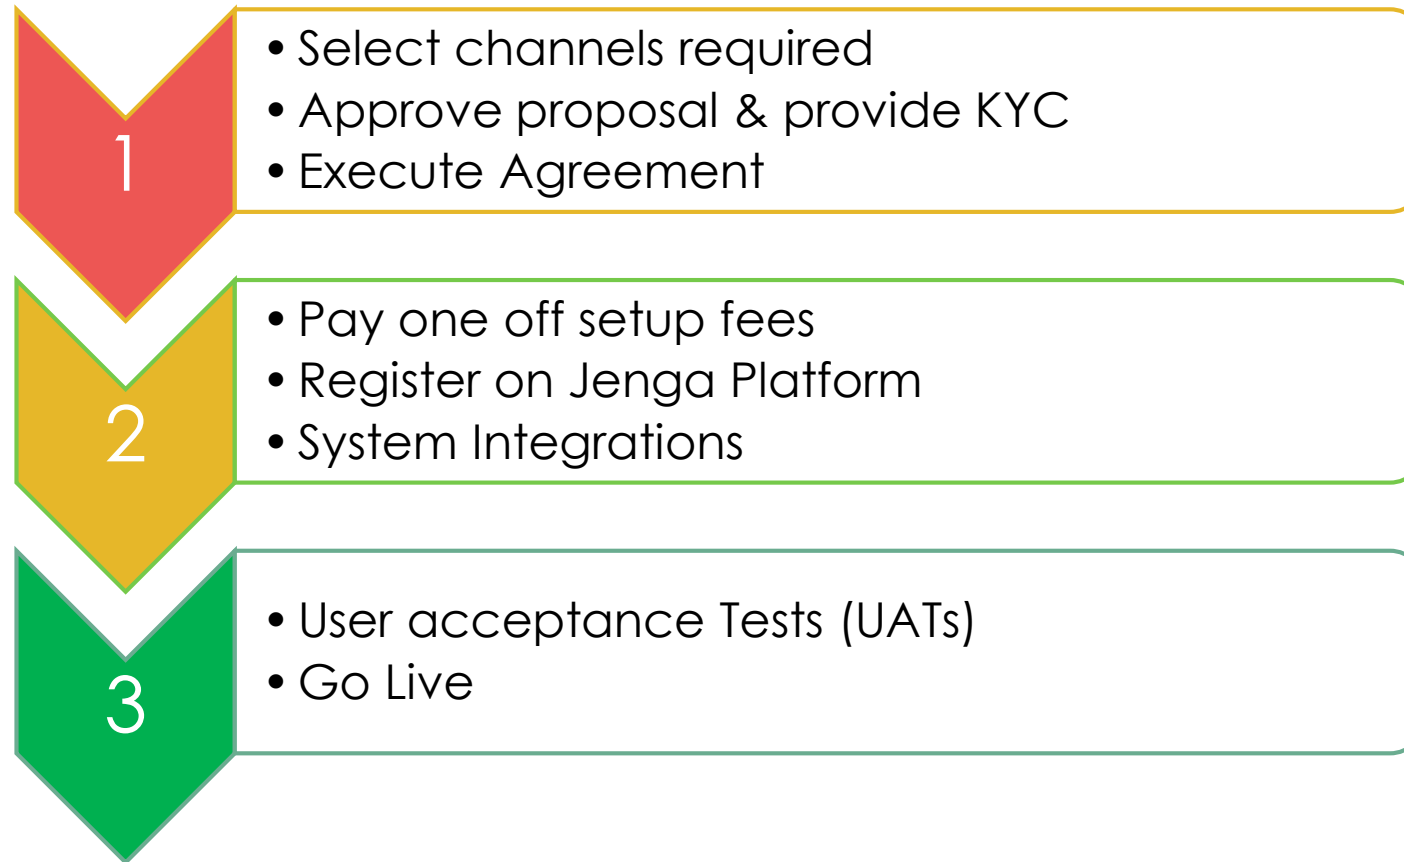 1
• Select channels required
• Approve proposal & provide KYC
• Execute Agreement
2
• Pay one off setup fees
• Register on Jenga Platform
• System Integrations
3
• User acceptance Tests (UATs)
• Go Live